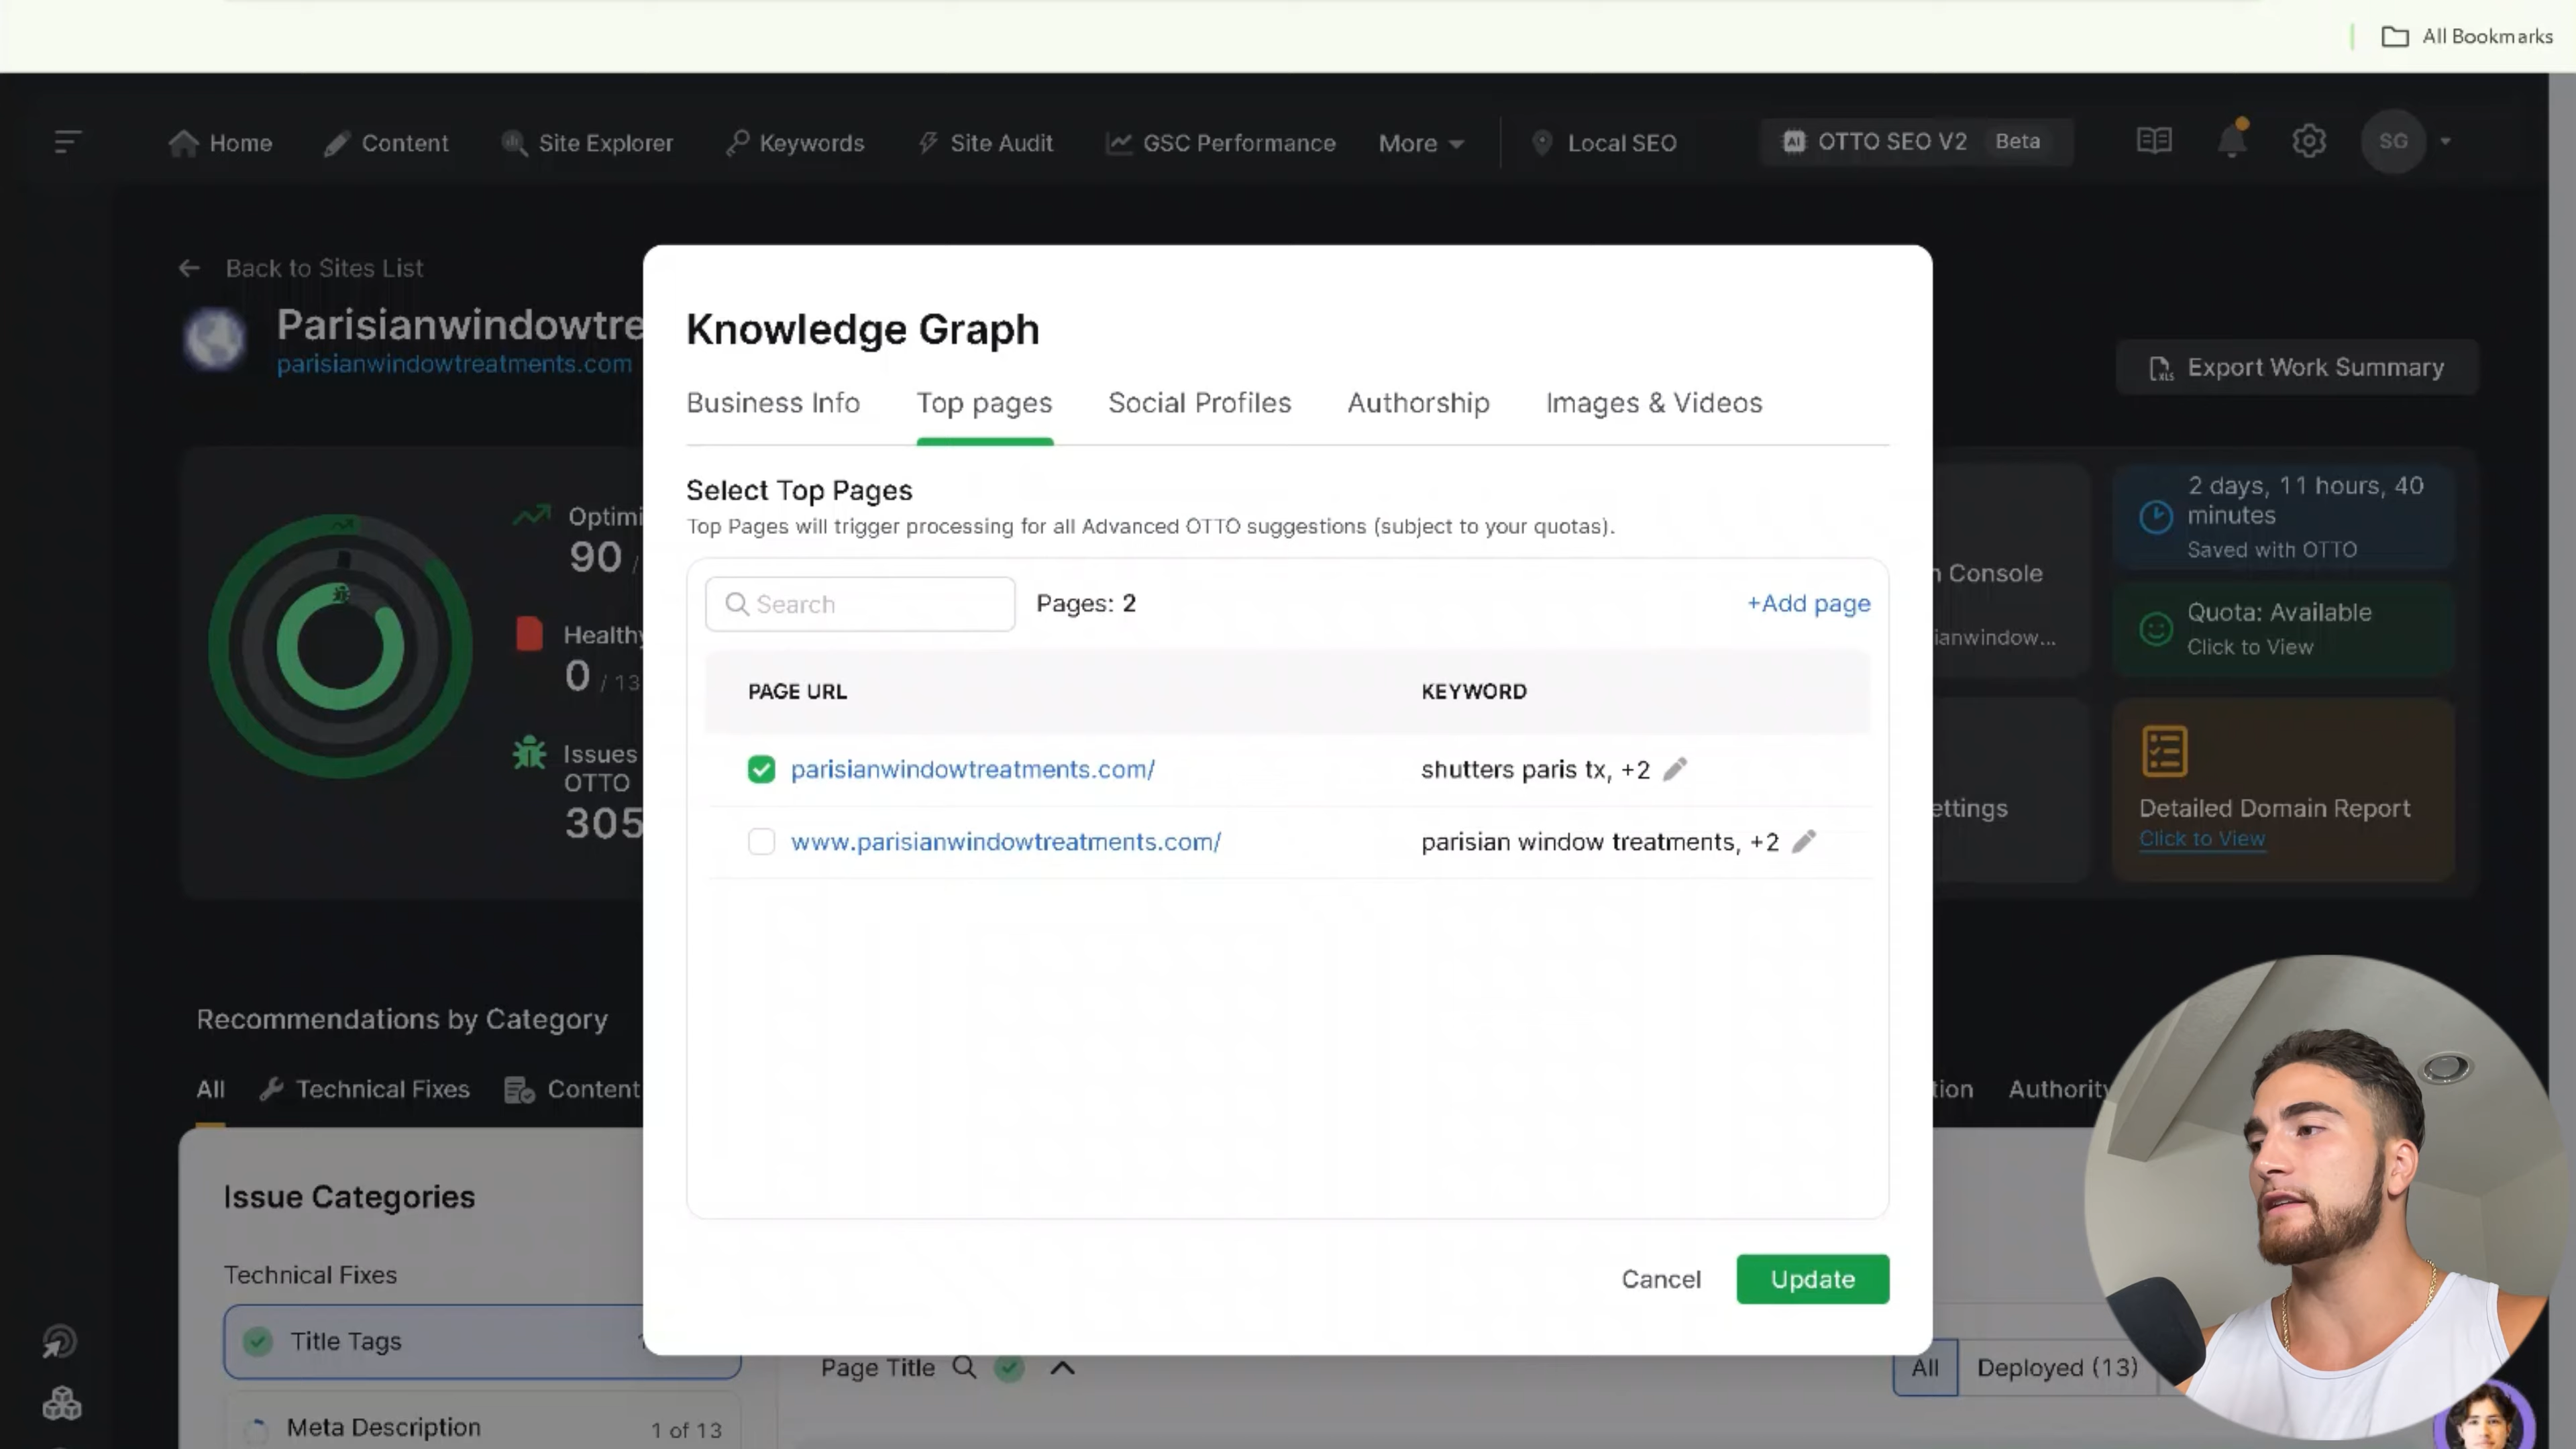 All Bookmarks
Home
Content
Site Explorer
Keywords
Site Audit
GSC Performance
More
Local SEO
OTTO SEO V2
Beta
SG
Back to Sites List
Parisianwindowtre
parisianwindowtreatments.com
Export Work Summary
Optimi
90 /
Healthy
0 / 13
Issues
OTTO
305
Knowledge Graph
Business Info
Top pages
Social Profiles
Authorship
Images & Videos
Select Top Pages
Top Pages will trigger processing for all Advanced OTTO suggestions (subject to your quotas).
Search
Pages: 2
+Add page
PAGE URL
KEYWORD
parisianwindowtreatments.com/
shutters paris tx, +2
www.parisianwindowtreatments.com/
parisian window treatments, +2
Cancel
Update
n Console
ianwindow...
ettings
2 days, 11 hours, 40
minutes
Saved with OTTO
Quota: Available
Click to View
Detailed Domain Report
Click to View
Recommendations by Category
All
Technical Fixes
Content
tion
Authority
Issue Categories
Technical Fixes
Title Tags
Meta Description
1 of 13
Page Title
All
Deployed (13)